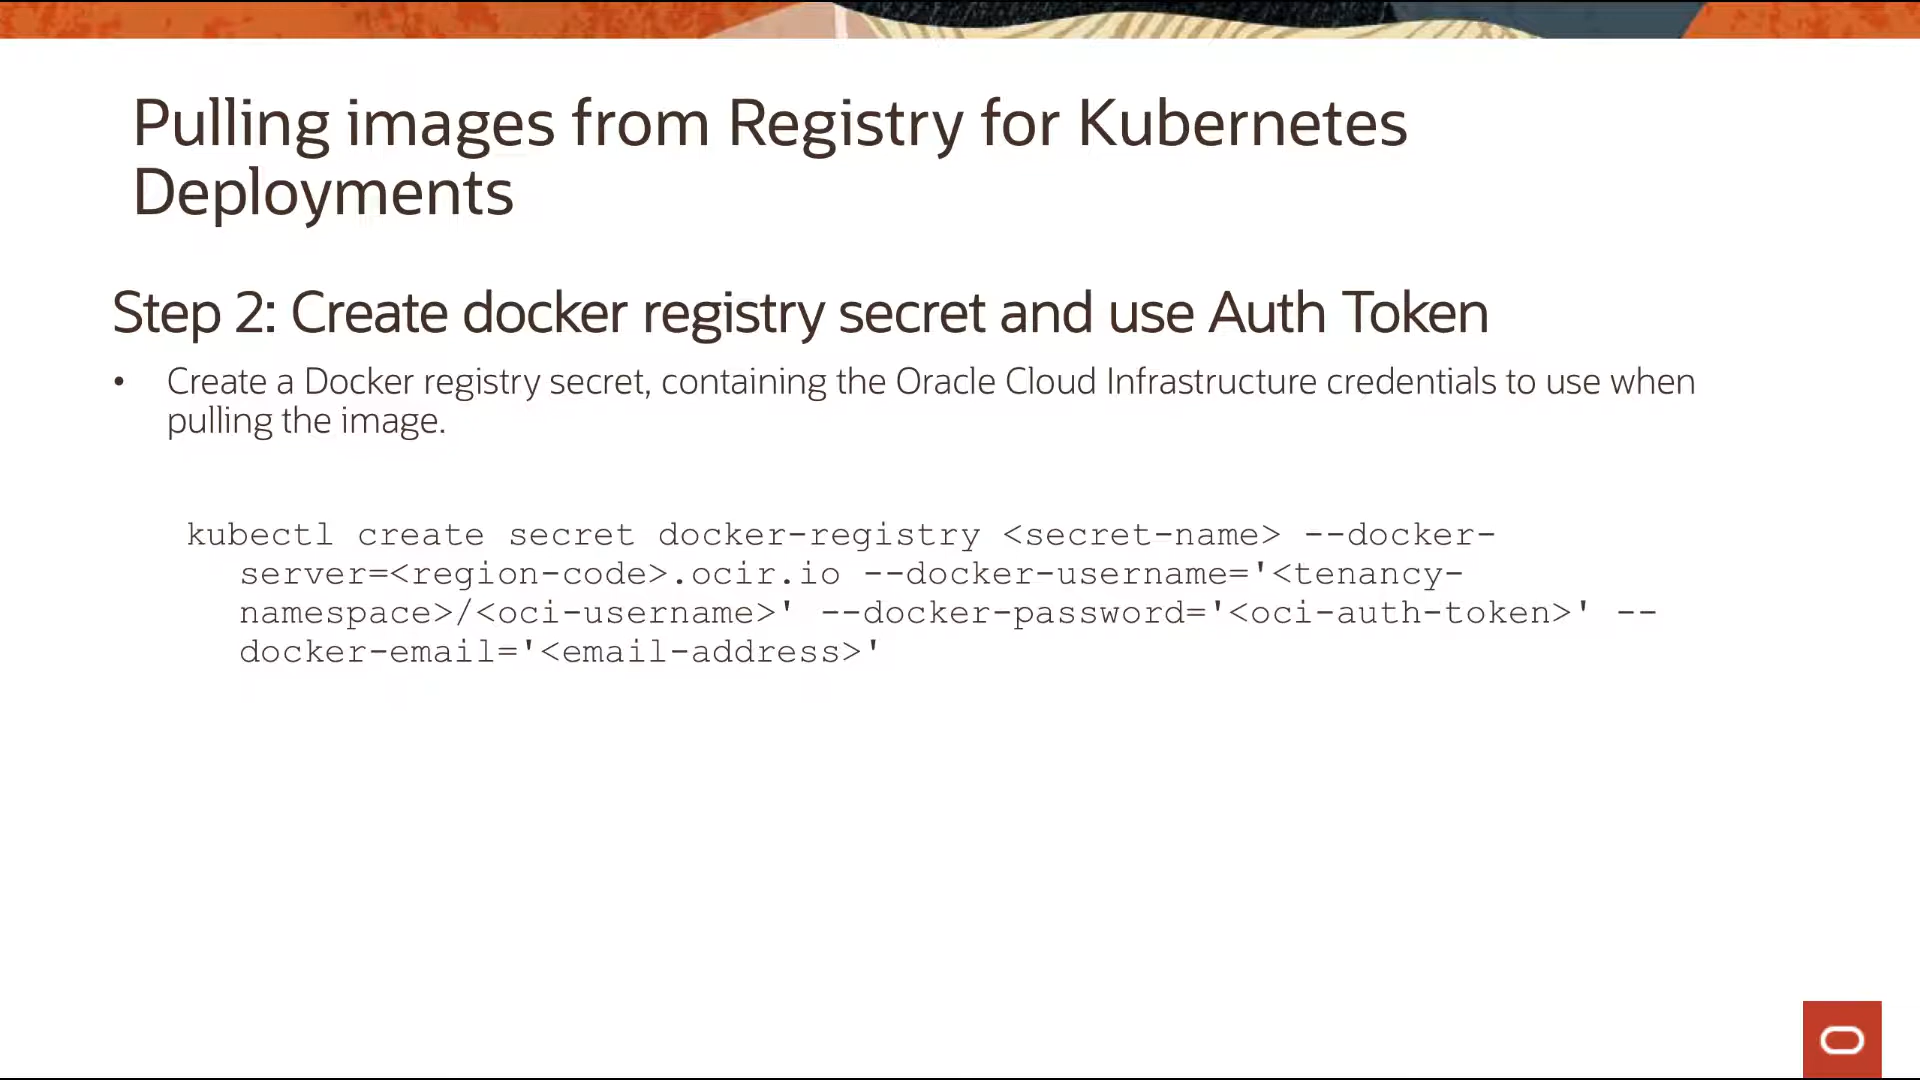 Pulling images from Registry for Kubernetes
Deployments
Step 2: Create docker registry secret and use Auth Token
• Create a Docker registry secret, containing the Oracle Cloud Infrastructure credentials to use when
pulling the image.
kubectl create secret docker-registry <secret-name> --docker-
server=<region-code>.ocir.io --docker-username='<tenancy-
namespace>/<oci-username>' --docker-password='<oci-auth-token>' --
docker-email='<email-address>'